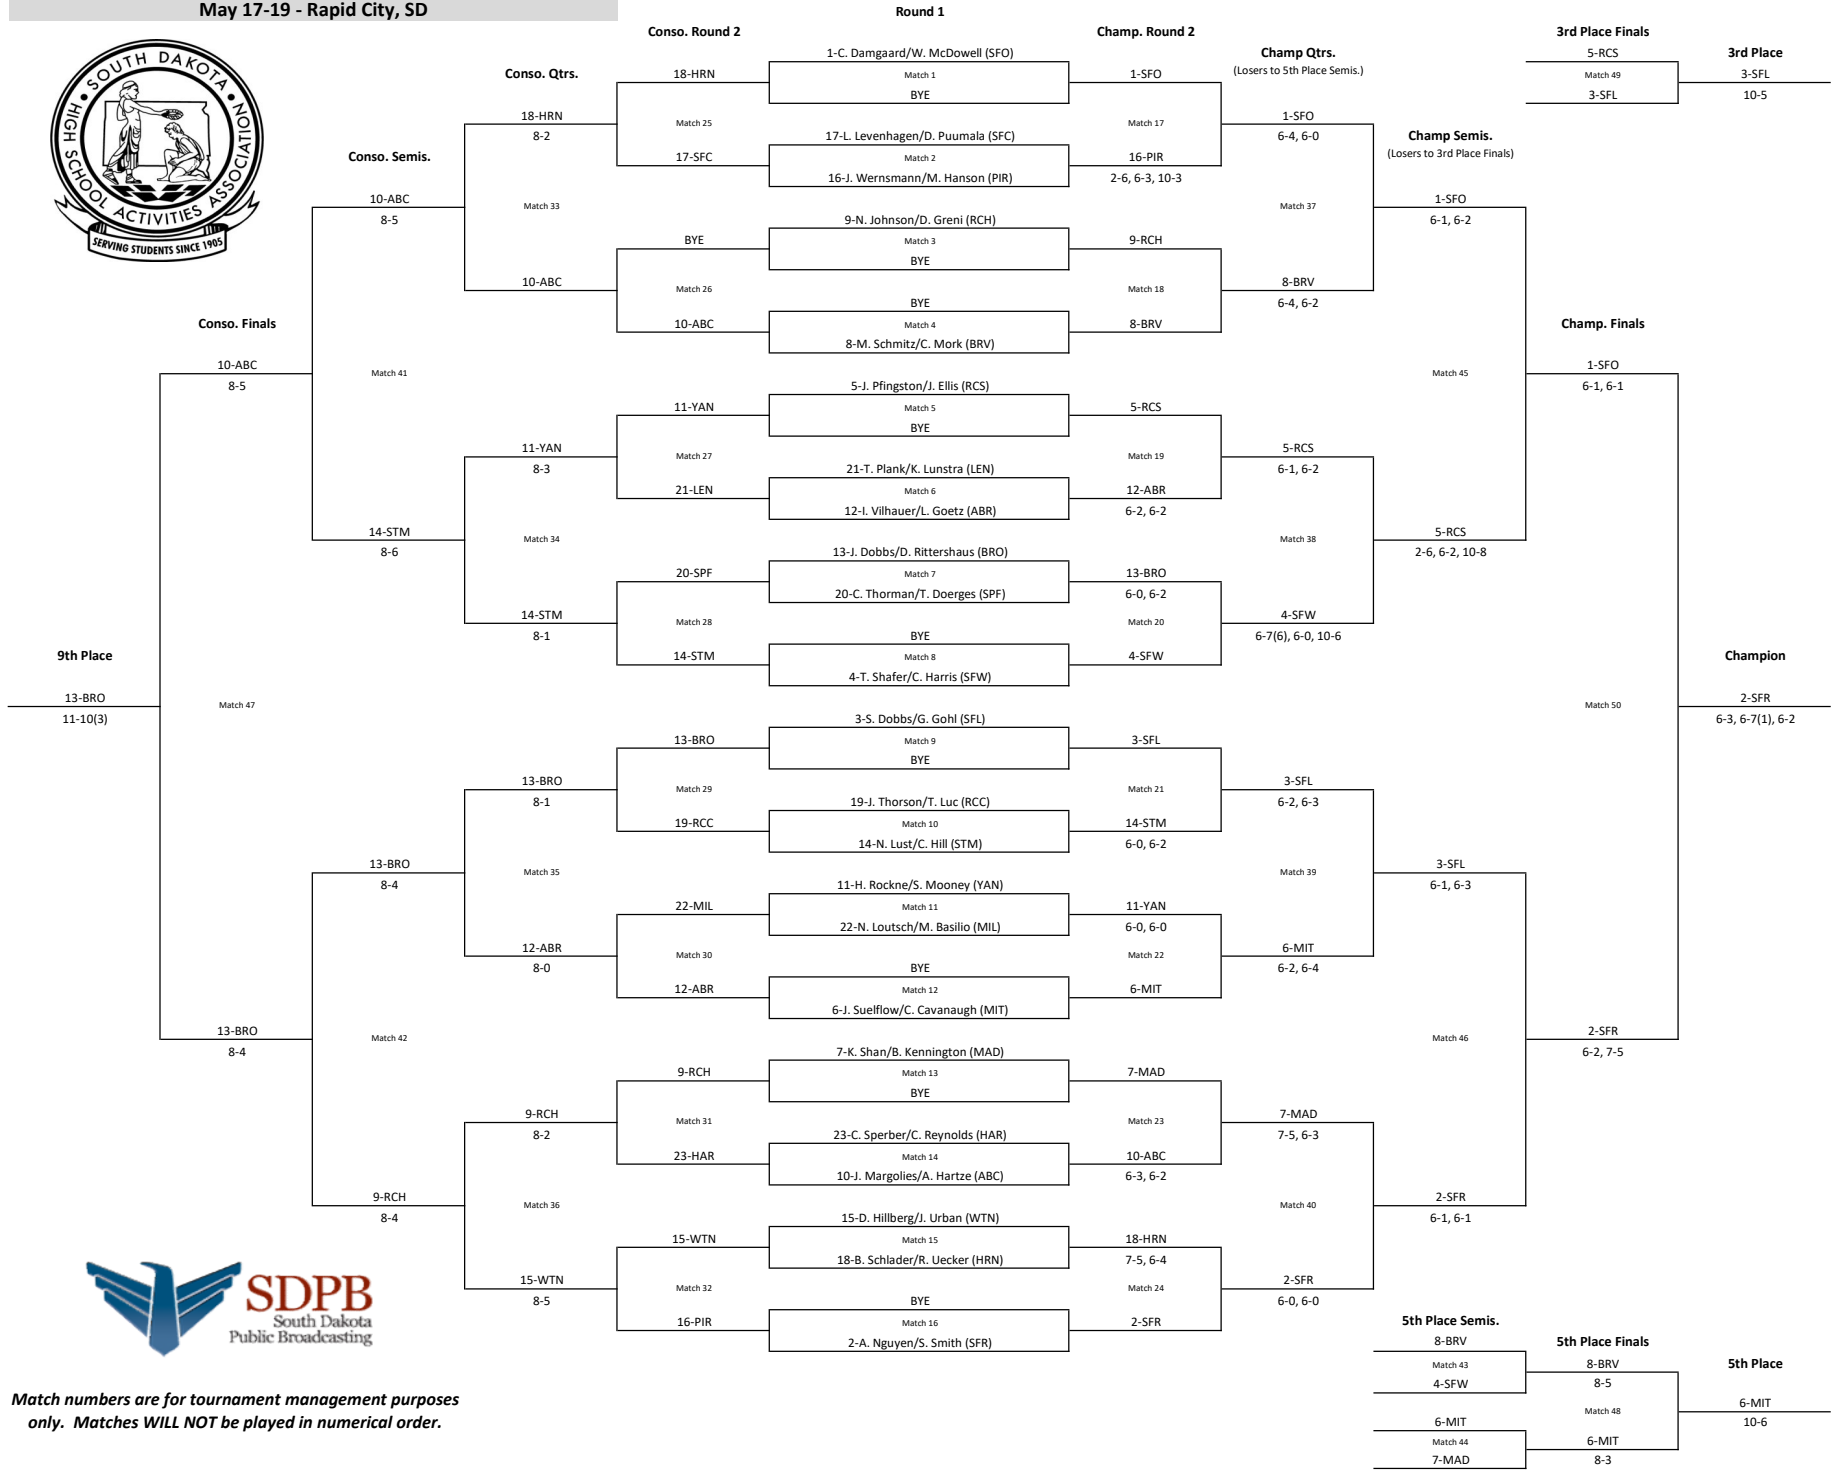 May 17-19 - Rapid City, SD
SOUTH DAKOTA
HIGH SCHOOL ACTIVITIES ASSOCIATION
SERVING STUDENTS SINCE 1905
9th Place
13-BRO
11-10(3)
Conso. Finals
10-ABC
8-5
Match 47
13-BRO
8-4
Conso. Semis.
10-ABC
8-5
Match 41
14-STM
8-6
13-BRO
8-4
Match 42
9-RCH
8-4
Conso. Qtrs.
18-HRN
8-2
Match 33
10-ABC
11-YAN
8-3
Match 34
14-STM
8-1
13-BRO
8-1
Match 35
12-ABR
8-0
9-RCH
8-2
Match 36
15-WTN
8-5
Conso. Round 2
18-HRN
Match 25
17-SFC
BYE
Match 26
10-ABC
11-YAN
Match 27
21-LEN
20-SPF
Match 28
14-STM
13-BRO
Match 29
19-RCC
22-MIL
Match 30
12-ABR
9-RCH
Match 31
23-HAR
15-WTN
Match 32
16-PIR
Round 1
1-C. Damgaard/W. McDowell (SFO)
Match 1
BYE
17-L. Levenhagen/D. Puumala (SFC)
Match 2
16-J. Wernsmann/M. Hanson (PIR)
9-N. Johnson/D. Greni (RCH)
Match 3
BYE
BYE
Match 4
8-M. Schmitz/C. Mork (BRV)
5-J. Pfingston/J. Ellis (RCS)
Match 5
BYE
21-T. Plank/K. Lunstra (LEN)
Match 6
12-I. Vilhauer/L. Goetz (ABR)
13-J. Dobbs/D. Rittershaus (BRO)
Match 7
20-C. Thorman/T. Doerges (SPF)
BYE
Match 8
4-T. Shafer/C. Harris (SFW)
3-S. Dobbs/G. Gohl (SFL)
Match 9
BYE
19-J. Thorson/T. Luc (RCC)
Match 10
14-N. Lust/C. Hill (STM)
11-H. Rockne/S. Mooney (YAN)
Match 11
22-N. Loutsch/M. Basilio (MIL)
BYE
Match 12
6-J. Suelflow/C. Cavanaugh (MIT)
7-K. Shan/B. Kennington (MAD)
Match 13
BYE
23-C. Sperber/C. Reynolds (HAR)
Match 14
10-J. Margolies/A. Hartze (ABC)
15-D. Hillberg/J. Urban (WTN)
Match 15
18-B. Schlader/R. Uecker (HRN)
BYE
Match 16
2-A. Nguyen/S. Smith (SFR)
Champ. Round 2
1-SFO
Match 17
16-PIR
2-6, 6-3, 10-3
9-RCH
Match 18
8-BRV
5-RCS
Match 19
12-ABR
6-2, 6-2
13-BRO
6-0, 6-2
Match 20
4-SFW
3-SFL
Match 21
14-STM
6-0, 6-2
11-YAN
6-0, 6-0
Match 22
6-MIT
7-MAD
Match 23
10-ABC
6-3, 6-2
18-HRN
7-5, 6-4
Match 24
2-SFR
Champ Qtrs.
(Losers to 5th Place Semis.)
1-SFO
6-4, 6-0
Match 37
8-BRV
6-4, 6-2
5-RCS
6-1, 6-2
Match 38
4-SFW
6-7(6), 6-0, 10-6
3-SFL
6-2, 6-3
Match 39
6-MIT
6-2, 6-4
7-MAD
7-5, 6-3
Match 40
2-SFR
6-0, 6-0
Champ Semis.
(Losers to 3rd Place Finals)
1-SFO
6-1, 6-2
Match 45
5-RCS
2-6, 6-2, 10-8
3-SFL
6-1, 6-3
Match 46
2-SFR
6-1, 6-1
Champ. Finals
1-SFO
6-1, 6-1
Match 50
2-SFR
6-2, 7-5
Champion
2-SFR
6-3, 6-7(1), 6-2
3rd Place Finals
5-RCS
Match 49
3-SFL
3rd Place
3-SFL
10-5
5th Place Semis.
8-BRV
Match 43
4-SFW
6-MIT
Match 44
7-MAD
5th Place Finals
8-BRV
8-5
Match 48
6-MIT
8-3
5th Place
6-MIT
10-6
SDPB
South Dakota
Public Broadcasting
Match numbers are for tournament management purposes
only. Matches WILL NOT be played in numerical order.